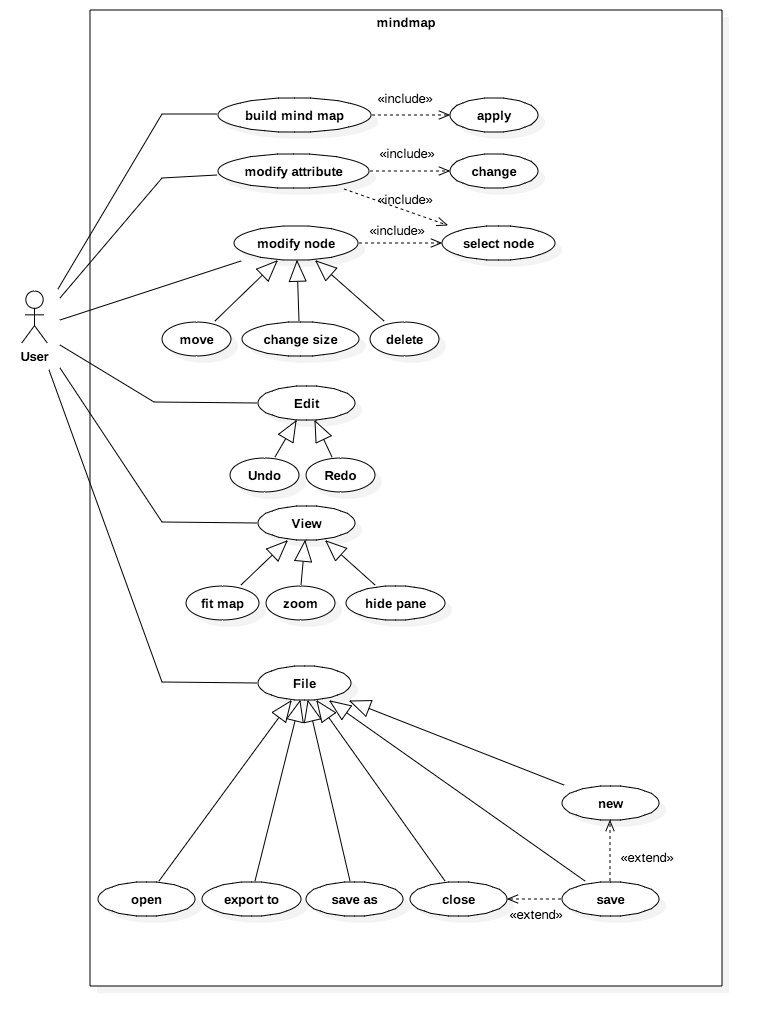 mindmap
«include»
build mind map
apply
«include»
modify attribute
change
«include»
«include»
modify node
select node
move
change size
delete
User
Edit
Undo
Redo
View
fit map
zoom
hide pane
File
new
«extend»
open
export to
save as
close
save
«extend»